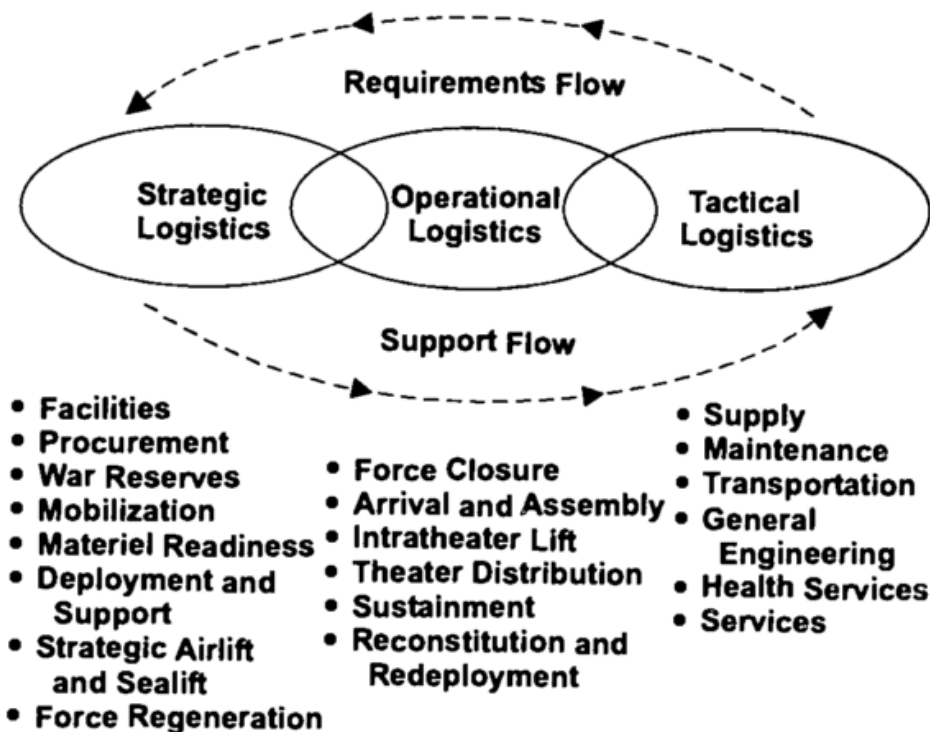 Requirements Flow
Strategic
Logistics
Operational
Logistics
Tactical
Logistics
Support Flow
• Facilities
• Procurement
• War Reserves
• Mobilization
• Materiel Readiness
• Deployment and
Support
• Strategic Airlift
and Sealift
• Force Regeneration
• Force Closure
• Arrival and Assembly
• Intratheater Lift
• Theater Distribution
• Sustainment
• Reconstitution and
Redeployment
• Supply
• Maintenance
• Transportation
• General
Engineering
• Health Services
• Services